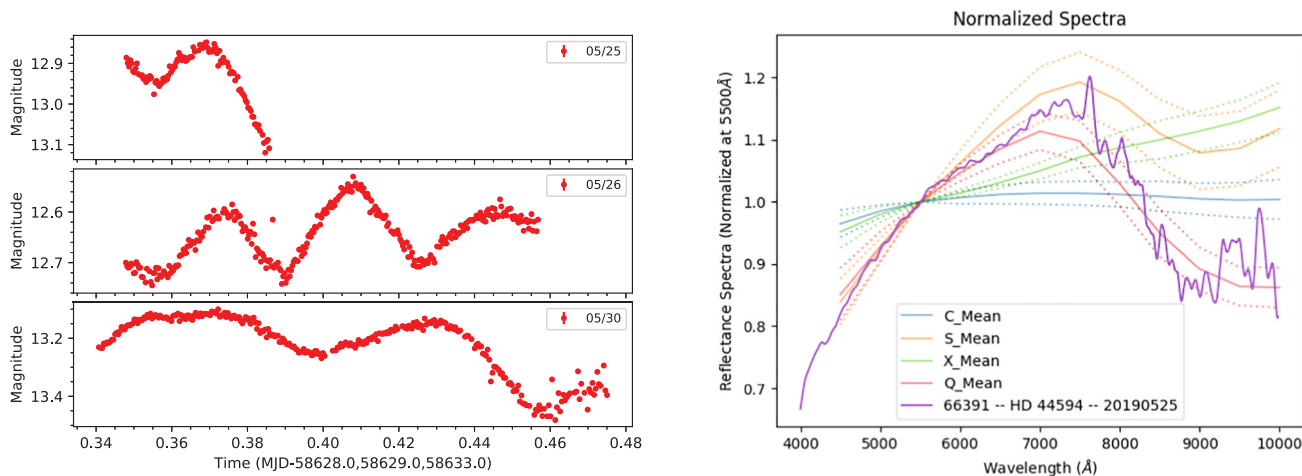 05/25
12.9
13.0
13.1
Magnitude
05/26
12.6
12.7
Magnitude
05/30
13.2
13.4
Magnitude
0.34 0.36 0.38 0.40 0.42 0.44 0.46 0.48
Time (MJD-58628.0,58629.0,58633.0)
Normalized Spectra
1.2
1.1
1.0
0.9
0.8
0.7
Reflectance Spectra (Normalized at 5500Å)
C_Mean
S_Mean
X_Mean
Q_Mean
66391 -- HD 44594 -- 20190525
4000 5000 6000 7000 8000 9000 10000
Wavelength (Å)